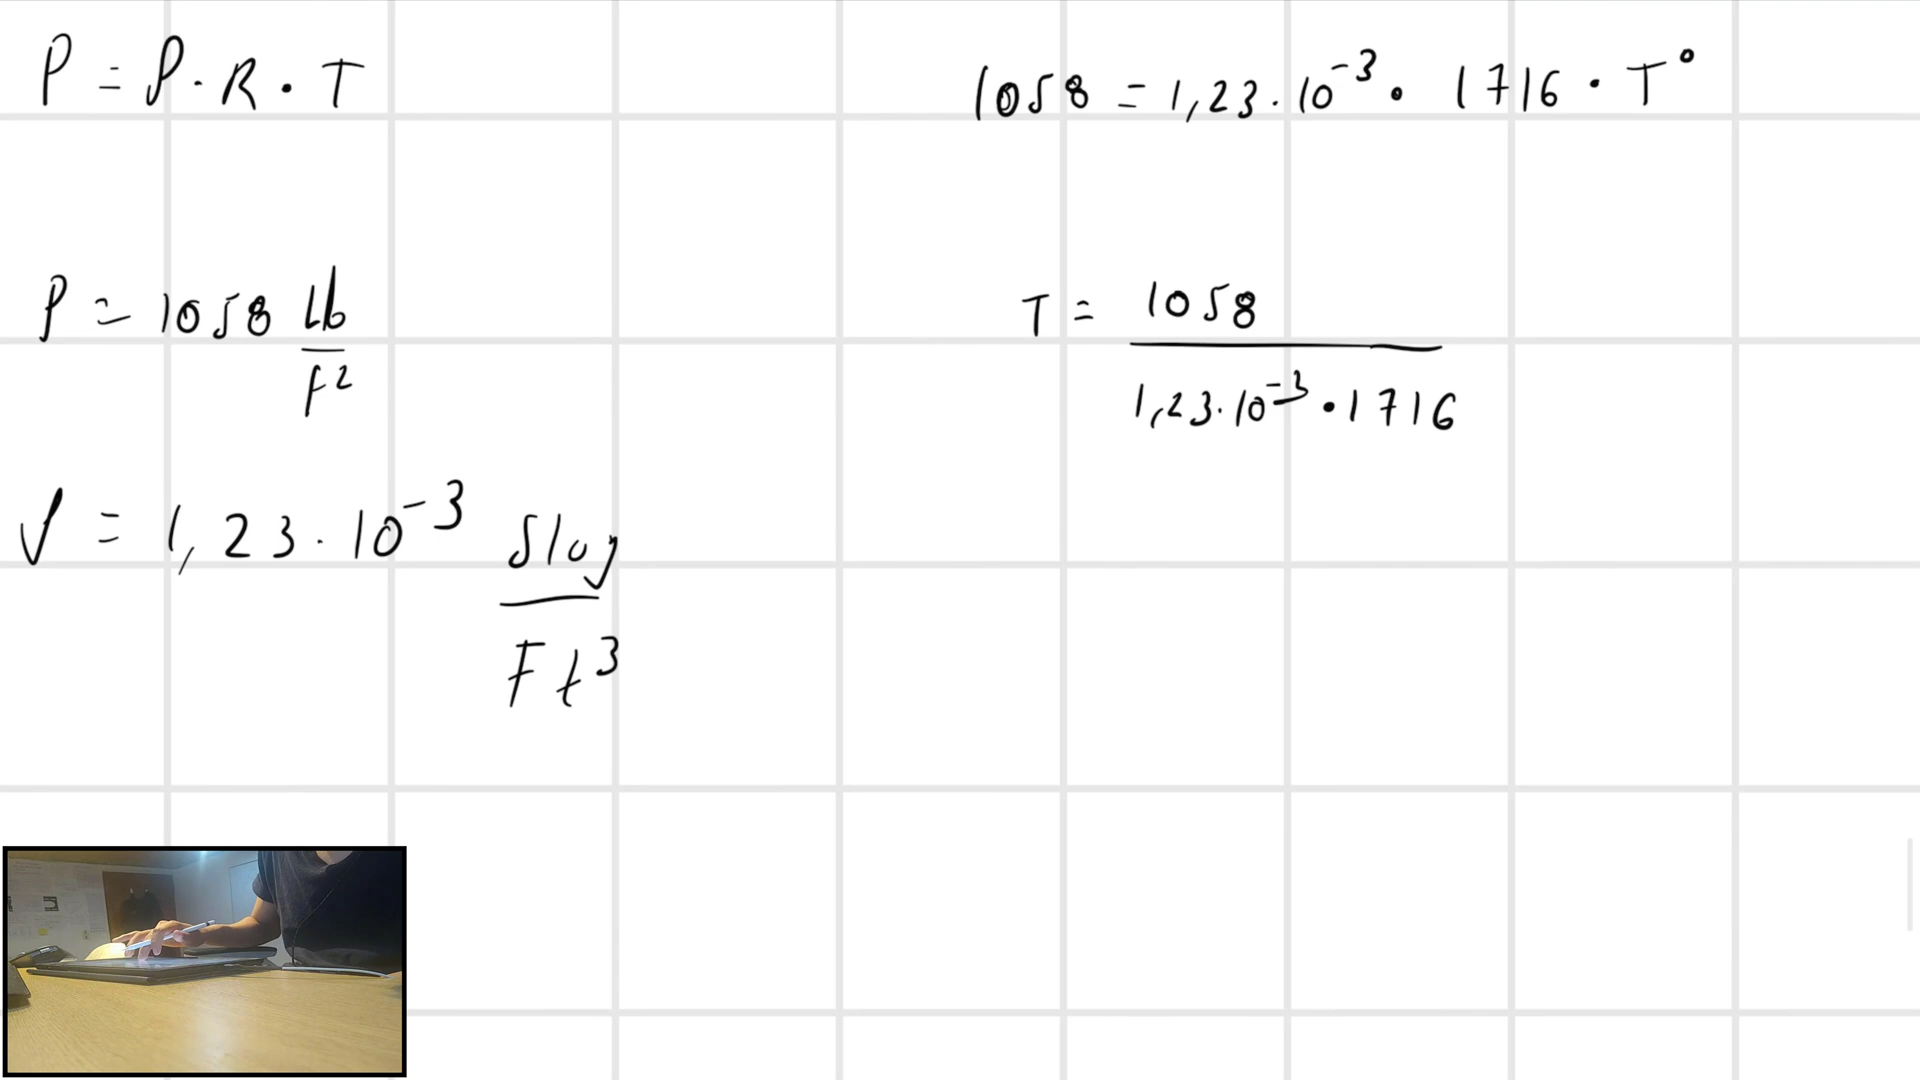 P = ρ · R · T
P = 1058 Lb
F²
V = 1,23 · 10⁻³ Slug
Ft³
1058 = 1,23 · 10⁻³ · 1716 · T°
T = 1058
1,23 · 10⁻³ · 1716